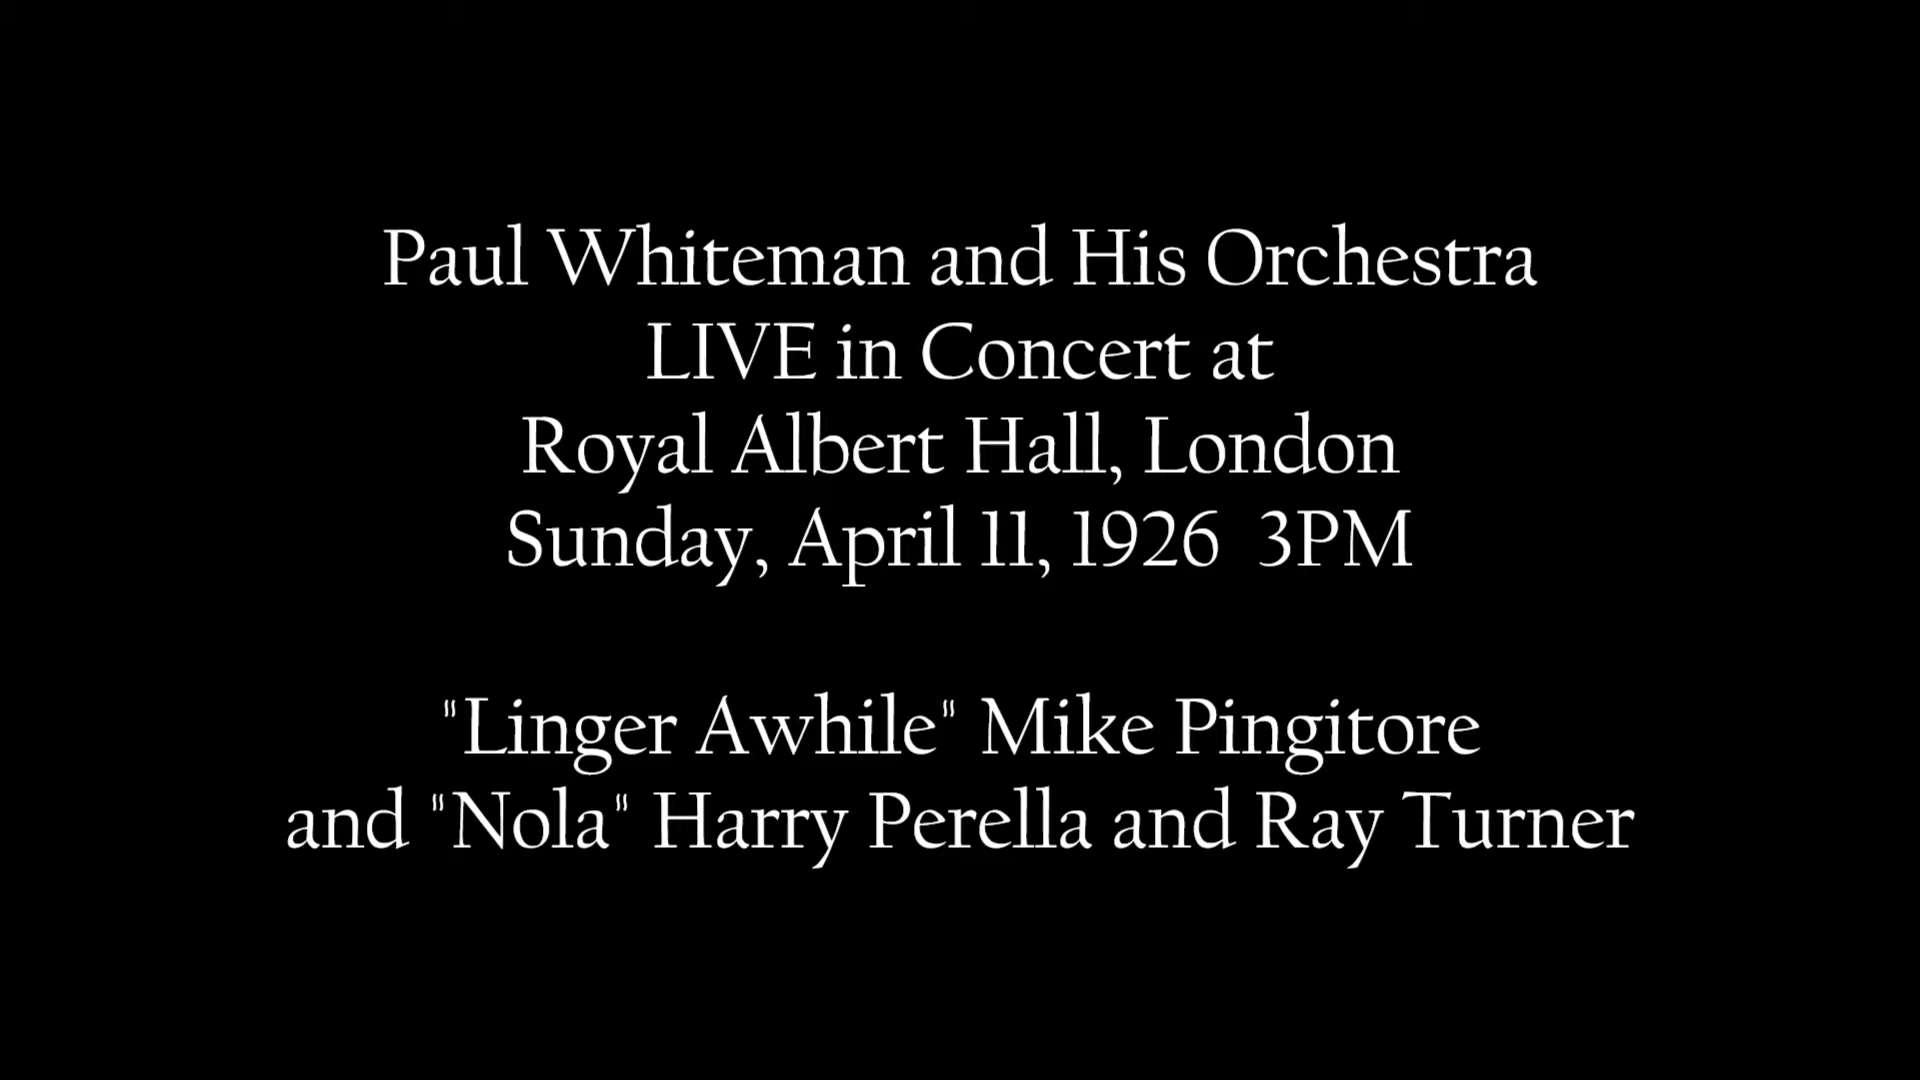 Paul Whiteman and His Orchestra
LIVE in Concert at
Royal Albert Hall, London
Sunday, April 11, 1926  3PM
"Linger Awhile" Mike Pingitore
and "Nola" Harry Perella and Ray Turner